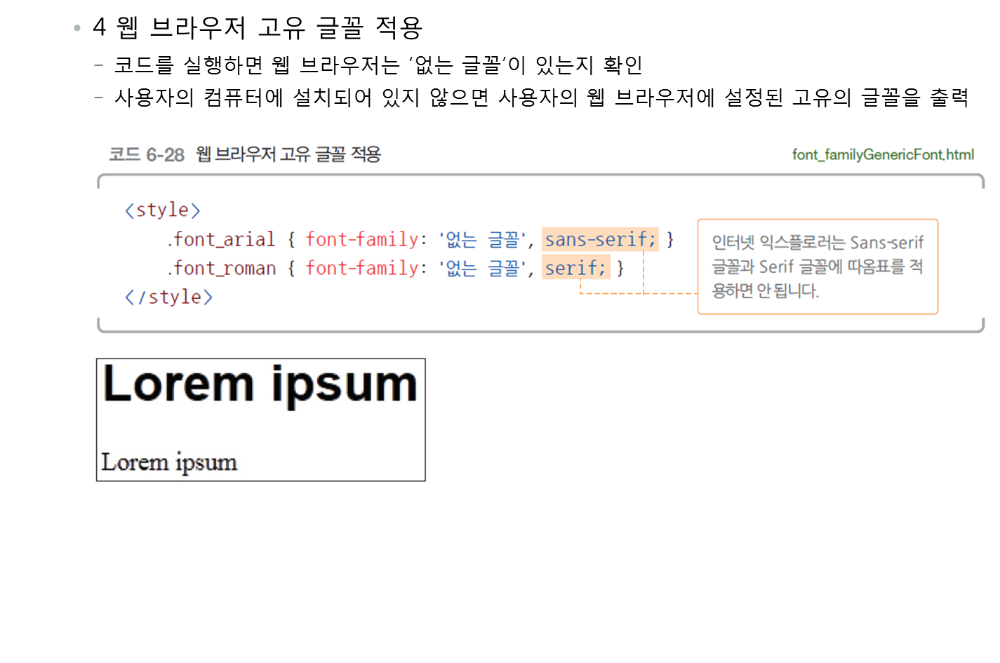 • 4 웹 브라우저 고유 글꼴 적용
– 코드를 실행하면 웹 브라우저는 ‘없는 글꼴’이 있는지 확인
– 사용자의 컴퓨터에 설치되어 있지 않으면 사용자의 웹 브라우저에 설정된 고유의 글꼴을 출력
코드 6-28 웹 브라우저 고유 글꼴 적용
font_familyGenericFont.html
<style>
.font_arial { font-family: '없는 글꼴', sans-serif; }
.font_roman { font-family: '없는 글꼴', serif; }
</style>
인터넷 익스플로러는 Sans-serif
글꼴과 Serif 글꼴에 따옴표를 적
용하면 안 됩니다.
Lorem ipsum
Lorem ipsum